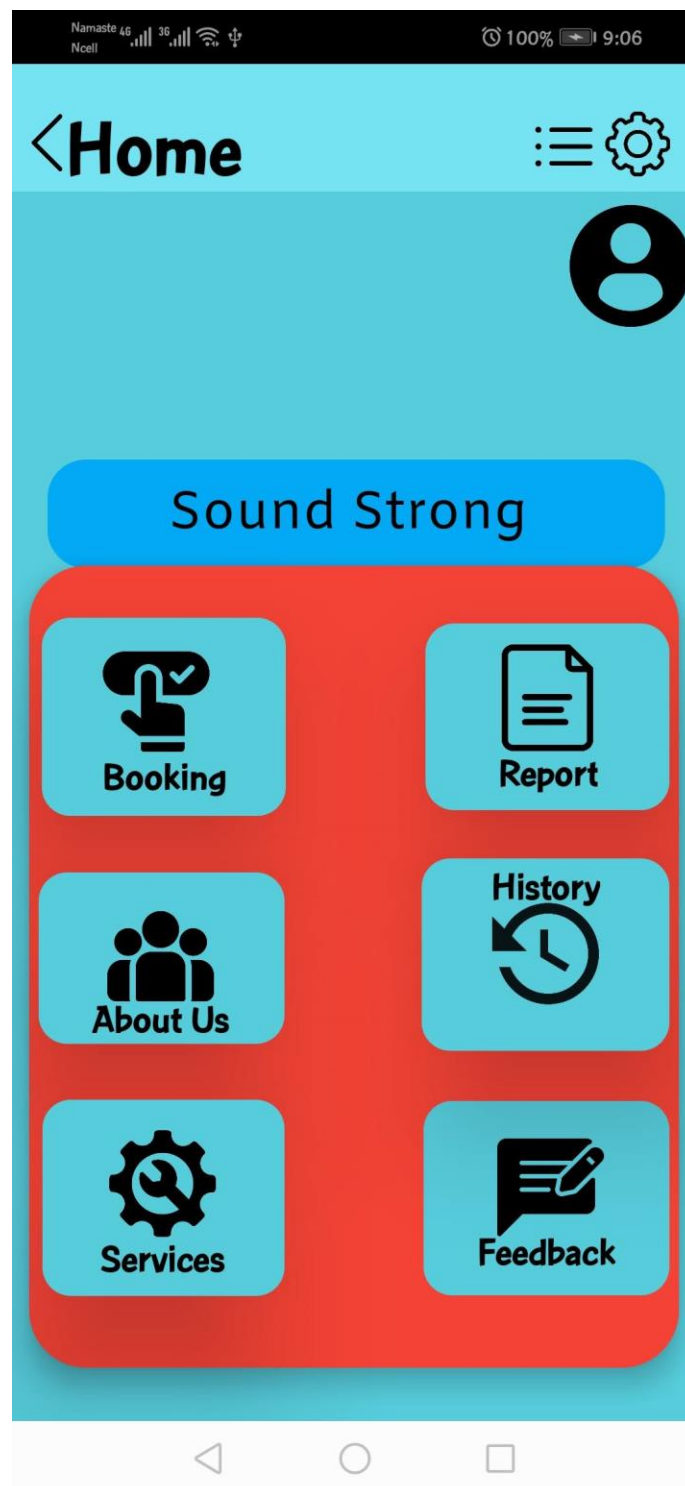 Namaste 4G 3G 100% 9:06
Ncell
Home
Sound Strong
Booking
Report
About Us
History
Services
Feedback